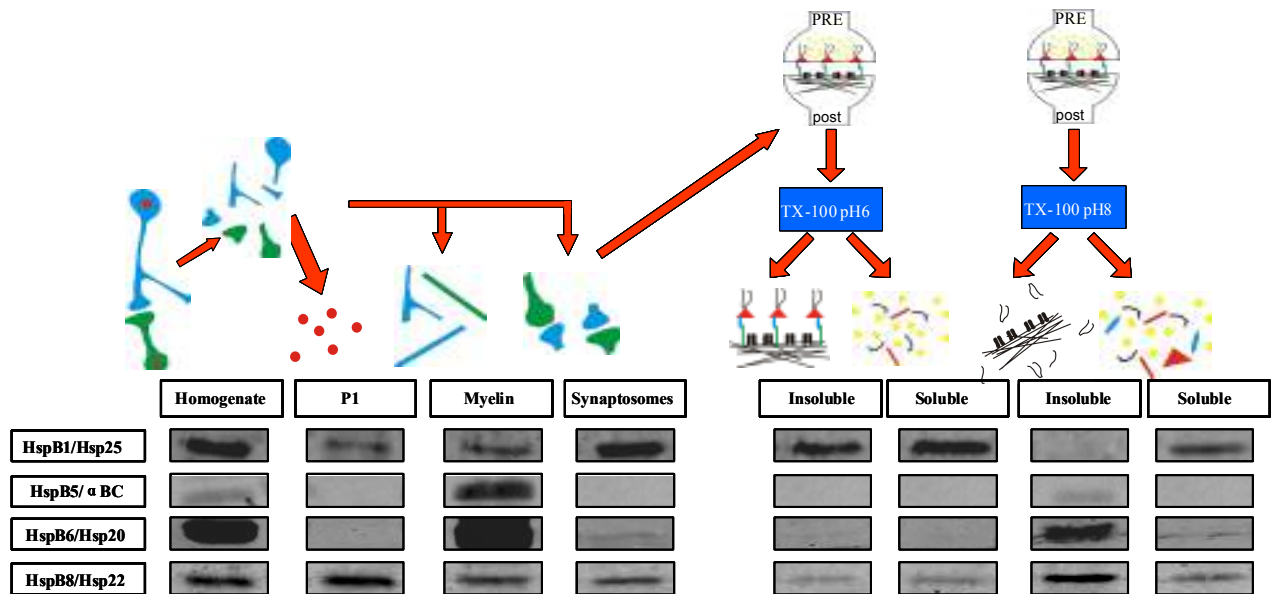 PRE
PRE
post
post
TX-100 pH6
TX-100 pH8
Homogenate
P1
Myelin
Synaptosomes
Insoluble
Soluble
Insoluble
Soluble
HspB1/Hsp25
HspB5/αBC
HspB6/Hsp20
HspB8/Hsp22